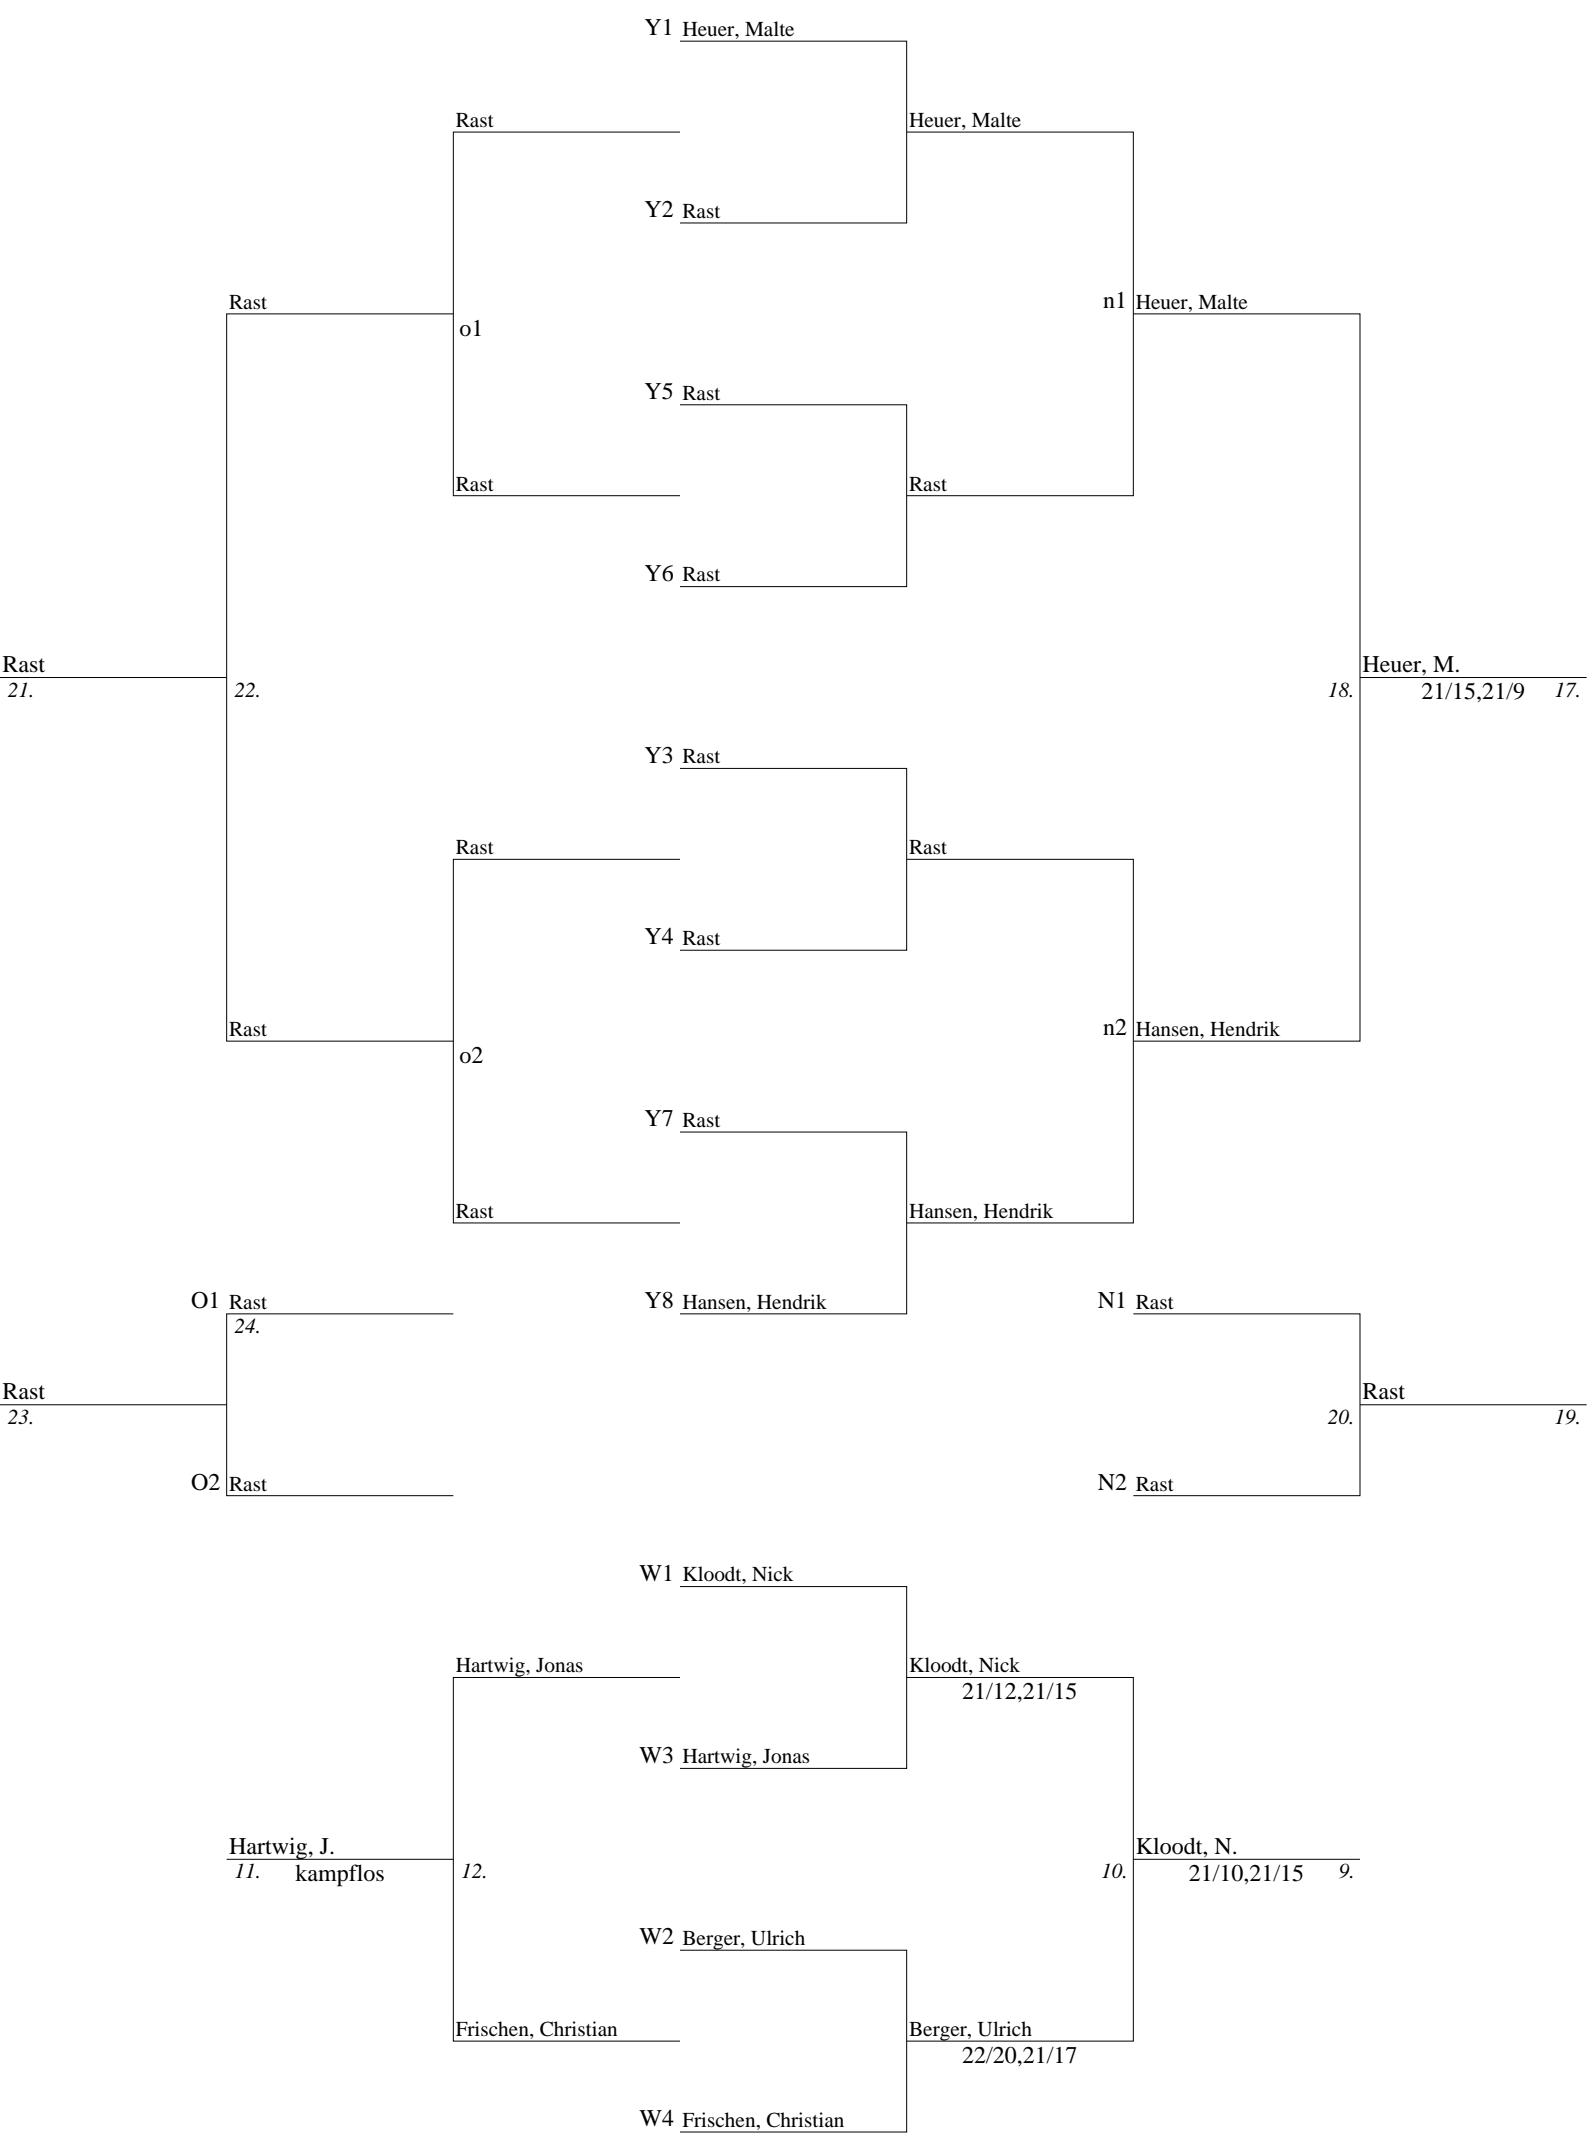 Y1 Heuer, Malte
Rast
Heuer, Malte
Y2 Rast
Rast
n1 Heuer, Malte
o1
Y5 Rast
Rast
Rast
Y6 Rast
Rast
Heuer, M.
21.
22.
18.
21/15,21/9
17.
Y3 Rast
Rast
Rast
Y4 Rast
Rast
n2 Hansen, Hendrik
o2
Y7 Rast
Rast
Hansen, Hendrik
O1 Rast
Y8 Hansen, Hendrik
N1 Rast
24.
Rast
Rast
23.
20.
19.
O2 Rast
N2 Rast
W1 Kloodt, Nick
Hartwig, Jonas
Kloodt, Nick
21/12,21/15
W3 Hartwig, Jonas
Hartwig, J.
Kloodt, N.
11.
kampflos
12.
10.
21/10,21/15
9.
W2 Berger, Ulrich
Frischen, Christian
Berger, Ulrich
22/20,21/17
W4 Frischen, Christian